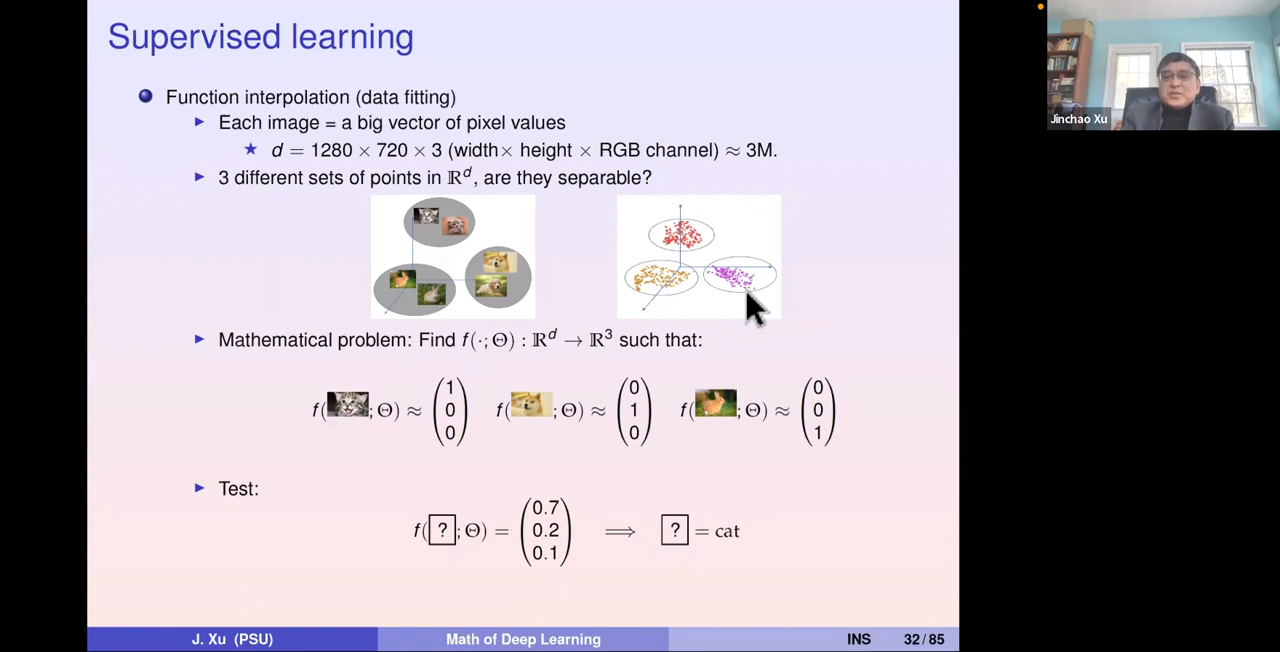 Supervised learning
Function interpolation (data fitting)
Each image = a big vector of pixel values
d = 1280 × 720 × 3 (width× height × RGB channel) ≈ 3M.
3 different sets of points in ℝᵈ, are they separable?
Mathematical problem: Find f(·; Θ) : ℝᵈ → ℝ³ such that:
f( ; Θ) ≈ (1 0 0) f( ; Θ) ≈ (0 1 0) f( ; Θ) ≈ (0 0 1)
Test:
f( ? ; Θ) = (0.7 0.2 0.1) ⟹ ? = cat
J. Xu (PSU) Math of Deep Learning INS 32 / 85
Jinchao Xu